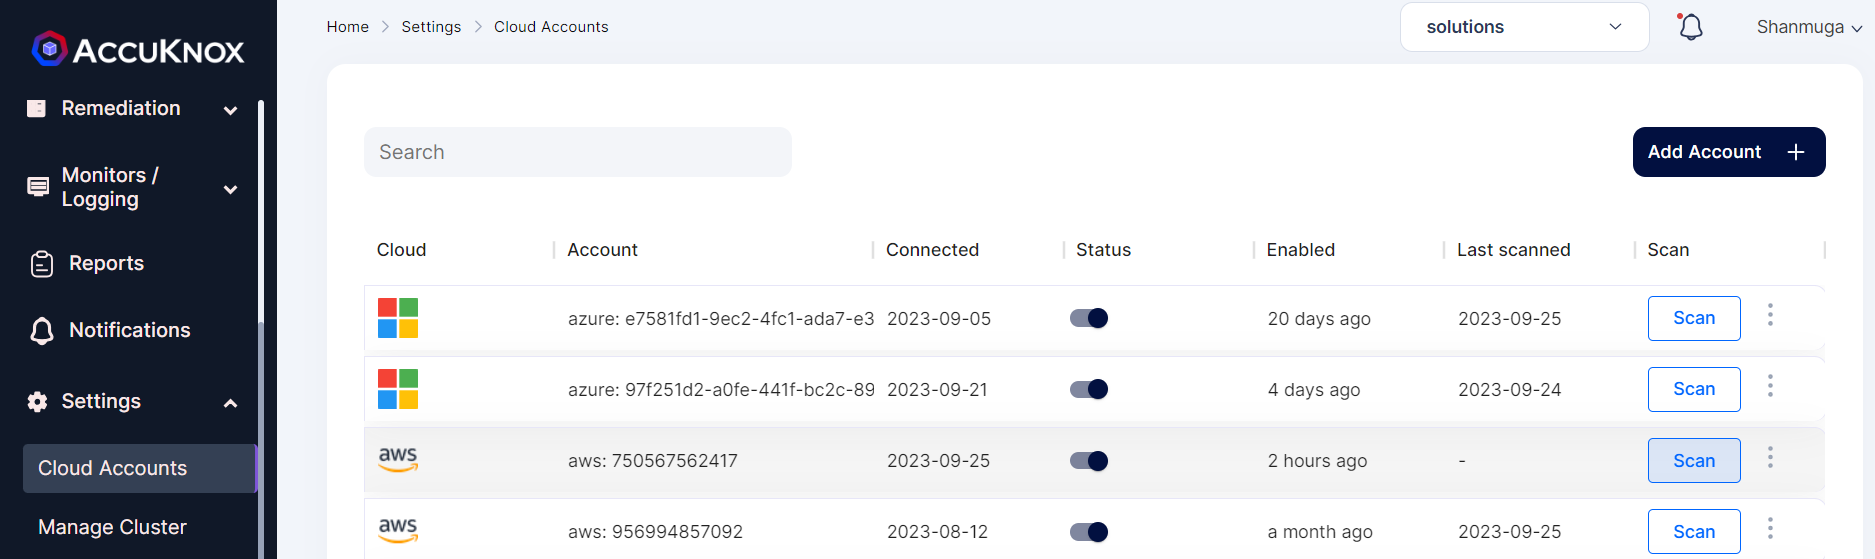 ACCUKNOX
Remediation
Monitors /
Logging
Reports
Notifications
Settings
Cloud Accounts
Manage Cluster
Home > Settings > Cloud Accounts
solutions
Shanmuga
Search
Add Account +
Cloud Account Connected Status Enabled Last scanned Scan
azure: e7581fd1-9ec2-4fc1-ada7-e3 2023-09-05 20 days ago 2023-09-25 Scan
azure: 97f251d2-a0fe-441f-bc2c-89 2023-09-21 4 days ago 2023-09-24 Scan
aws aws: 750567562417 2023-09-25 2 hours ago - Scan
aws aws: 956994857092 2023-08-12 a month ago 2023-09-25 Scan